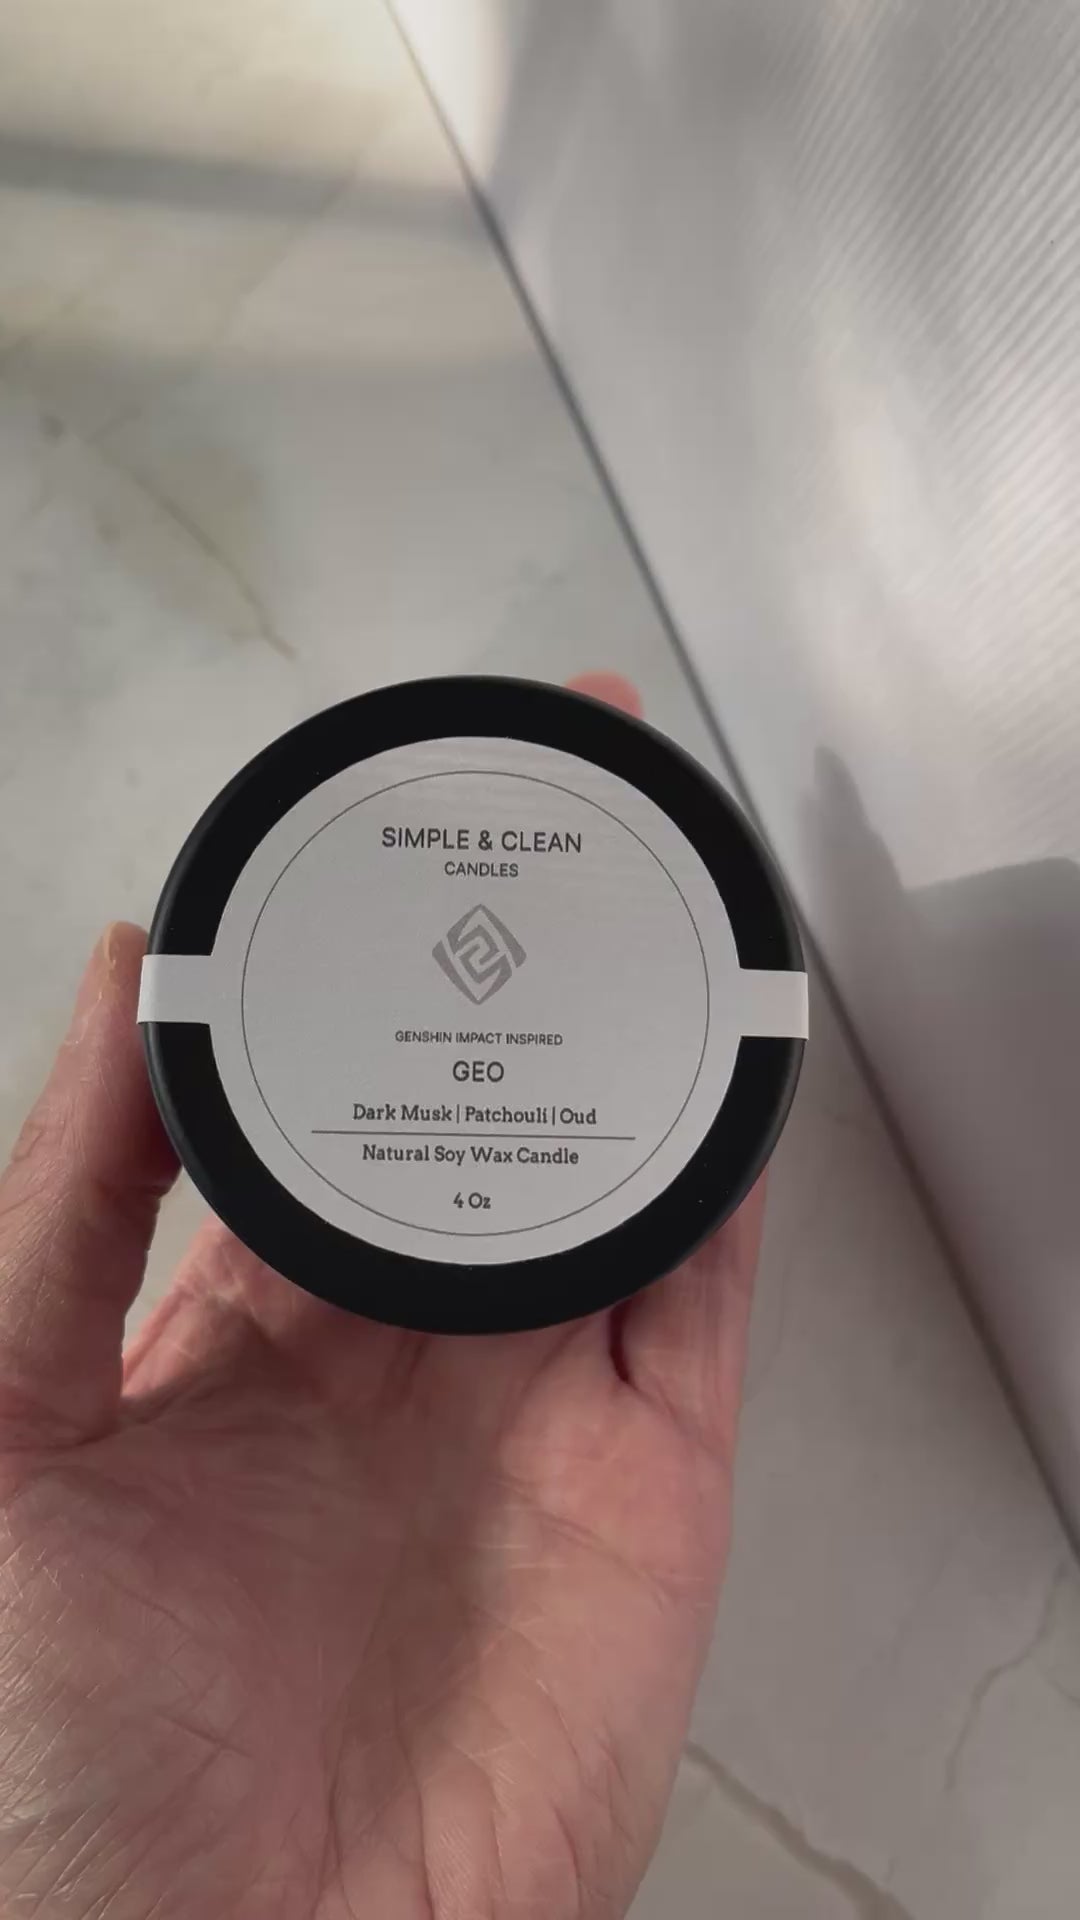 SIMPLE & CLEAN
CANDLES
GENSHIN IMPACT INSPIRED
GEO
Dark Musk | Patchouli | Oud
Natural Soy Wax Candle
4 Oz